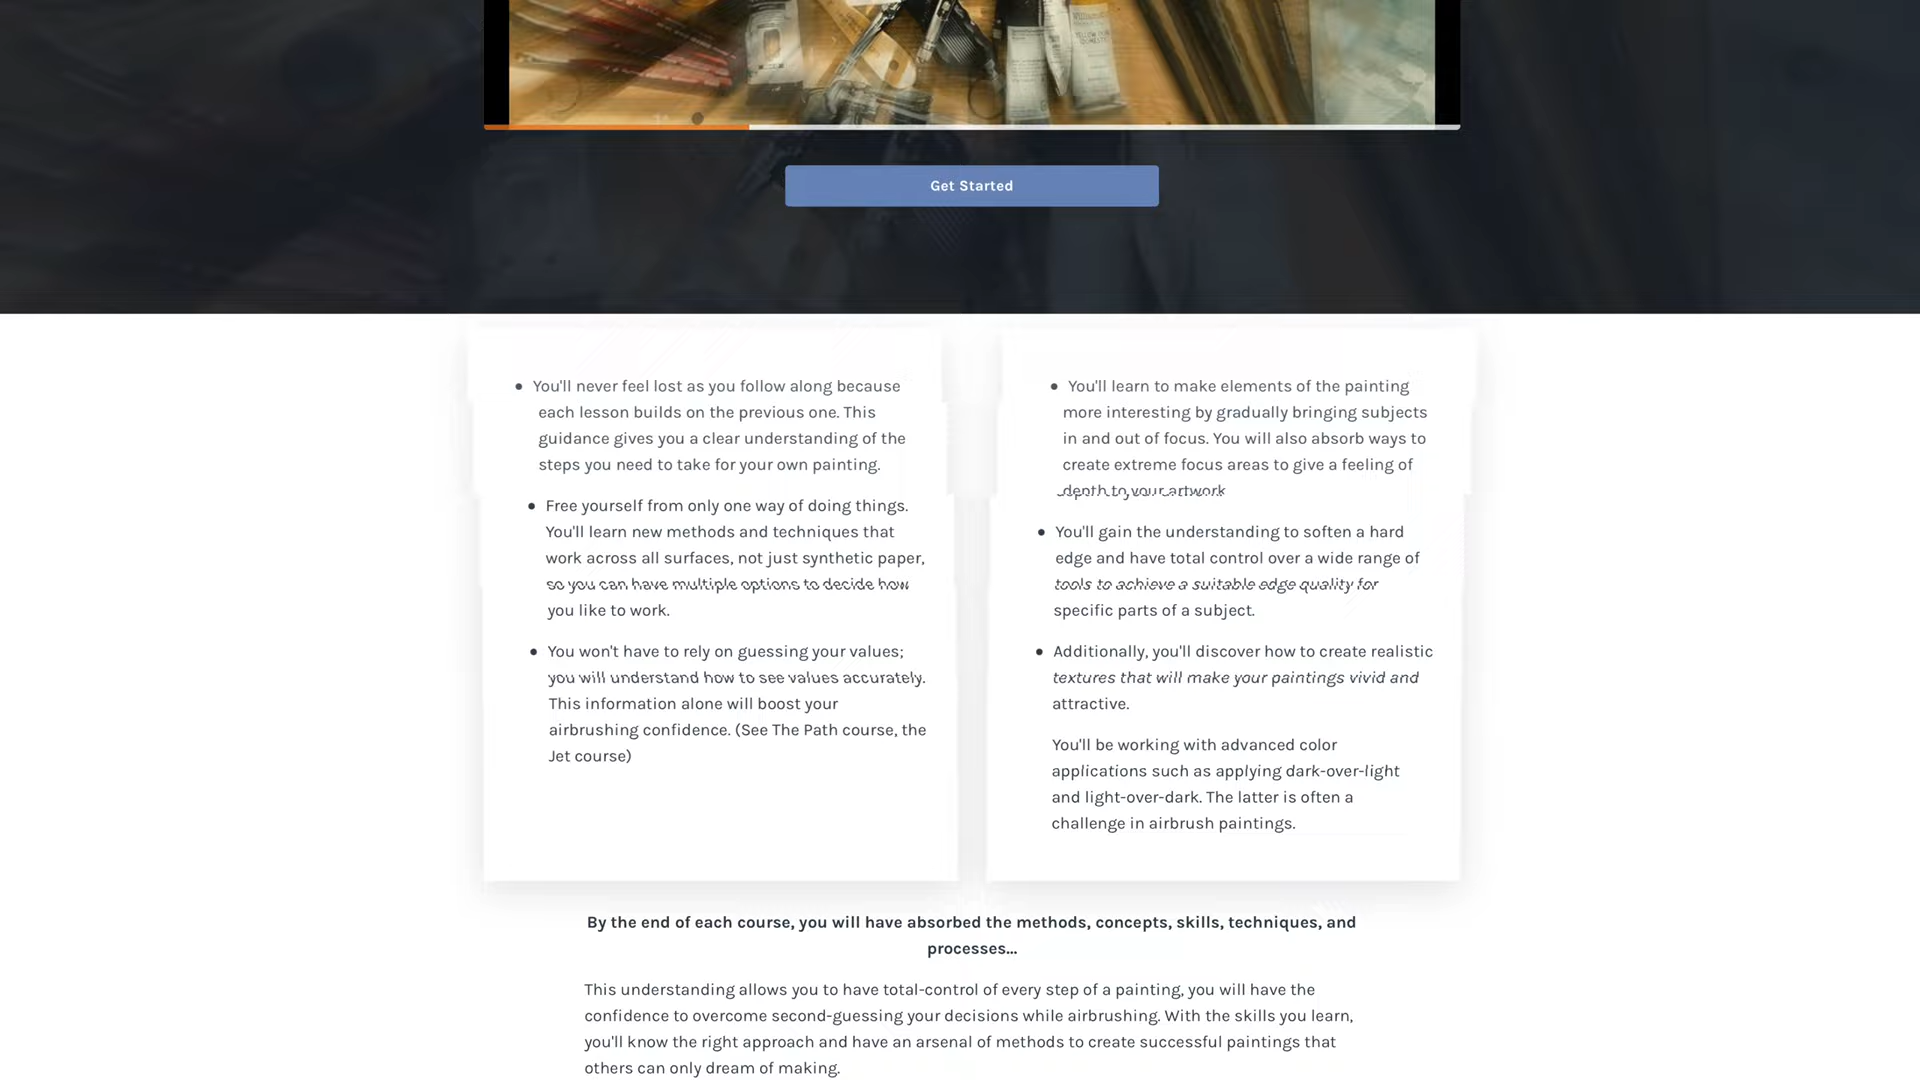 Get Started
You'll never feel lost as you follow along because
each lesson builds on the previous one. This
guidance gives you a clear understanding of the
steps you need to take for your own painting.
Free yourself from only one way of doing things.
You'll learn new methods and techniques that
work across all surfaces, not just synthetic paper,
so you can have multiple options to decide how
you like to work.
You won't have to rely on guessing your values;
you will understand how to see values accurately.
This information alone will boost your
airbrushing confidence. (See The Path course, the
Jet course)
You'll learn to make elements of the painting
more interesting by gradually bringing subjects
in and out of focus. You will also absorb ways to
create extreme focus areas to give a feeling of
depth to your artwork
You'll gain the understanding to soften a hard
edge and have total control over a wide range of
tools to achieve a suitable edge quality for
specific parts of a subject.
Additionally, you'll discover how to create realistic
textures that will make your paintings vivid and
attractive.
You'll be working with advanced color
applications such as applying dark-over-light
and light-over-dark. The latter is often a
challenge in airbrush paintings.
By the end of each course, you will have absorbed the methods, concepts, skills, techniques, and
processes...
This understanding allows you to have total-control of every step of a painting, you will have the
confidence to overcome second-guessing your decisions while airbrushing. With the skills you learn,
you'll know the right approach and have an arsenal of methods to create successful paintings that
others can only dream of making.